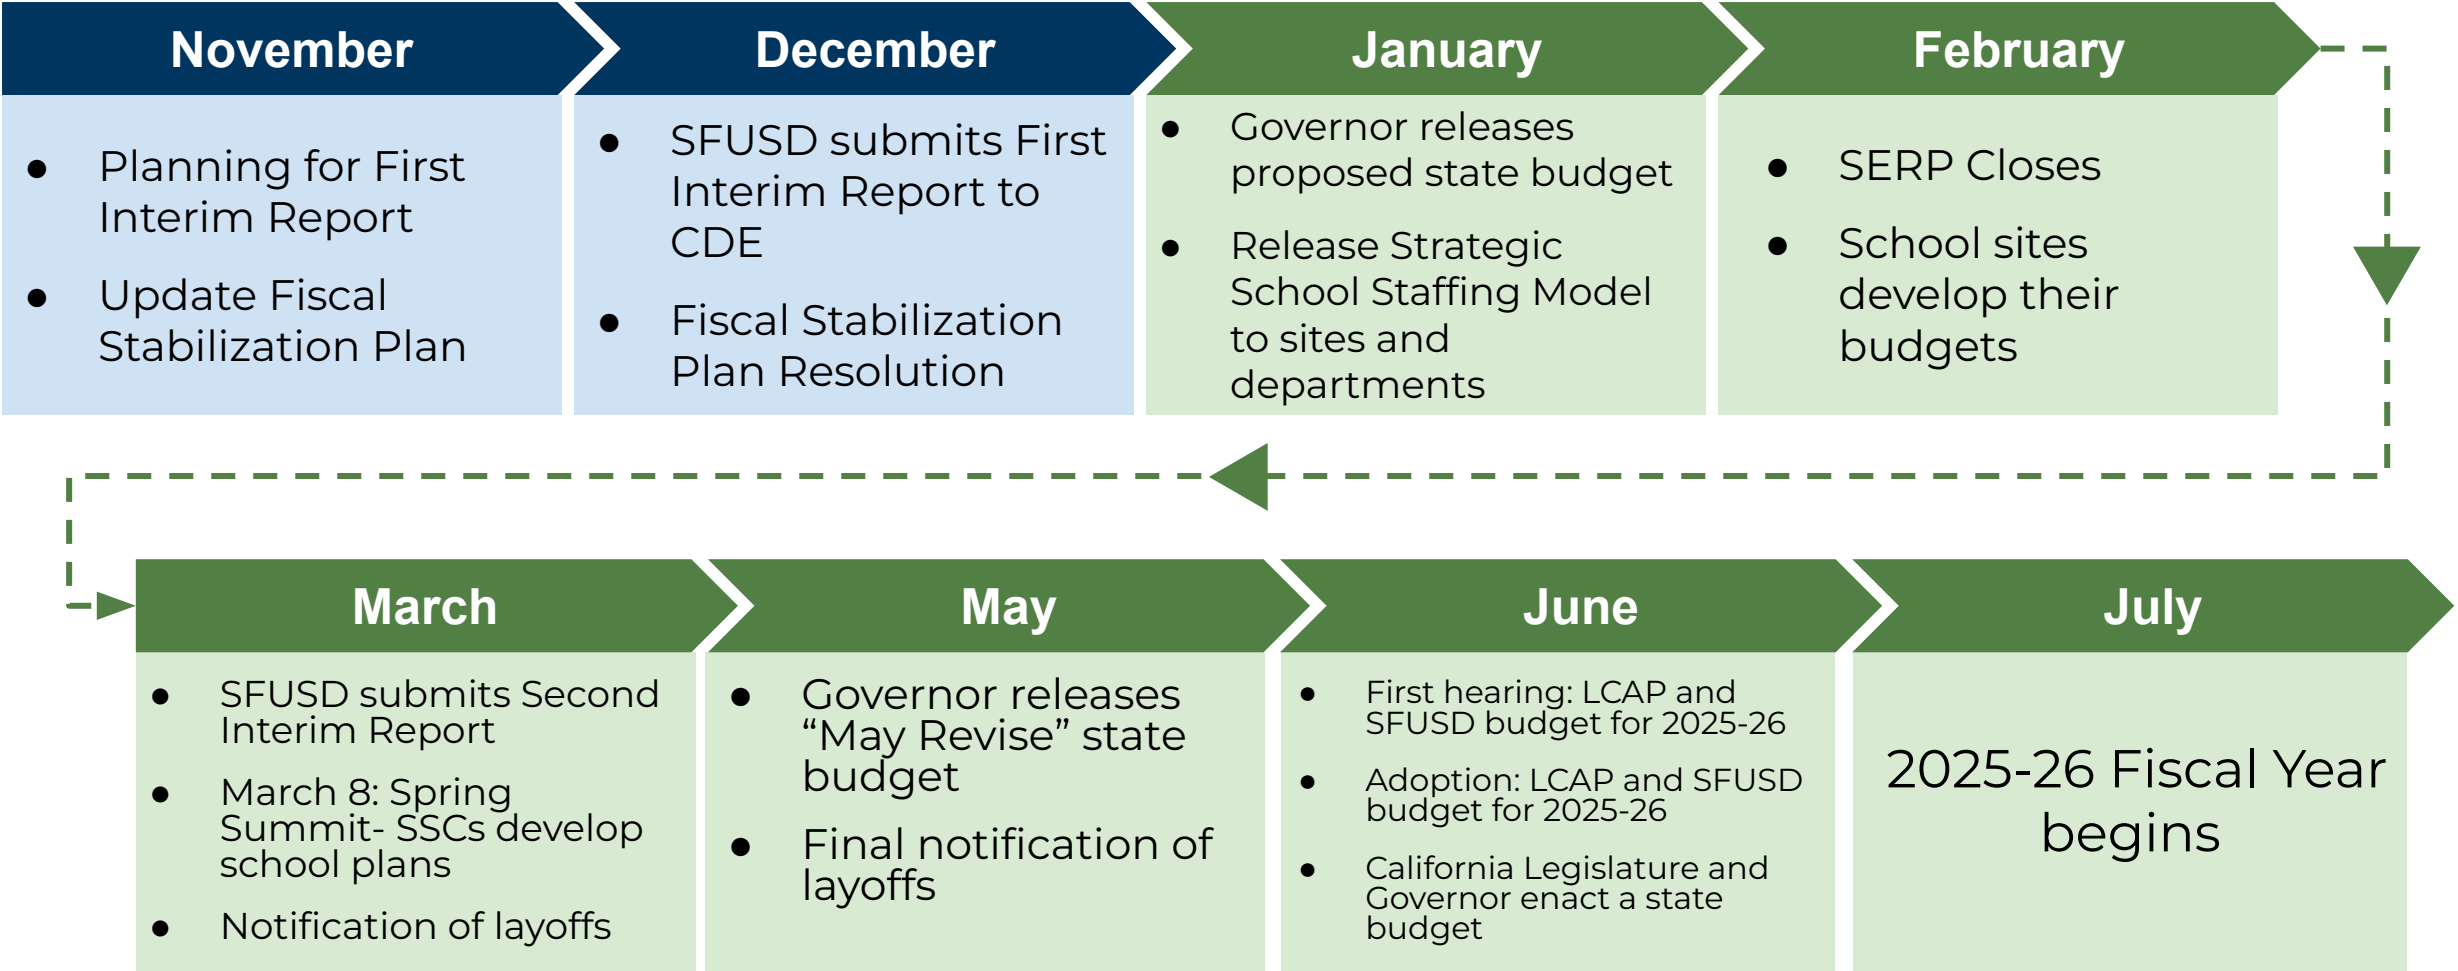 November
● Planning for First
Interim Report
● Update Fiscal
Stabilization Plan
December
● SFUSD submits First
Interim Report to
CDE
● Fiscal Stabilization
Plan Resolution
January
● Governor releases
proposed state budget
● Release Strategic
School Staffing Model
to sites and
departments
February
● SERP Closes
● School sites
develop their
budgets
March
● SFUSD submits Second
Interim Report
● March 8: Spring
Summit- SSCs develop
school plans
● Notification of layoffs
May
● Governor releases
“May Revise” state
budget
● Final notification of
layoffs
June
● First hearing: LCAP and
SFUSD budget for 2025-26
● Adoption: LCAP and SFUSD
budget for 2025-26
● California Legislature and
Governor enact a state
budget
July
2025-26 Fiscal Year
begins